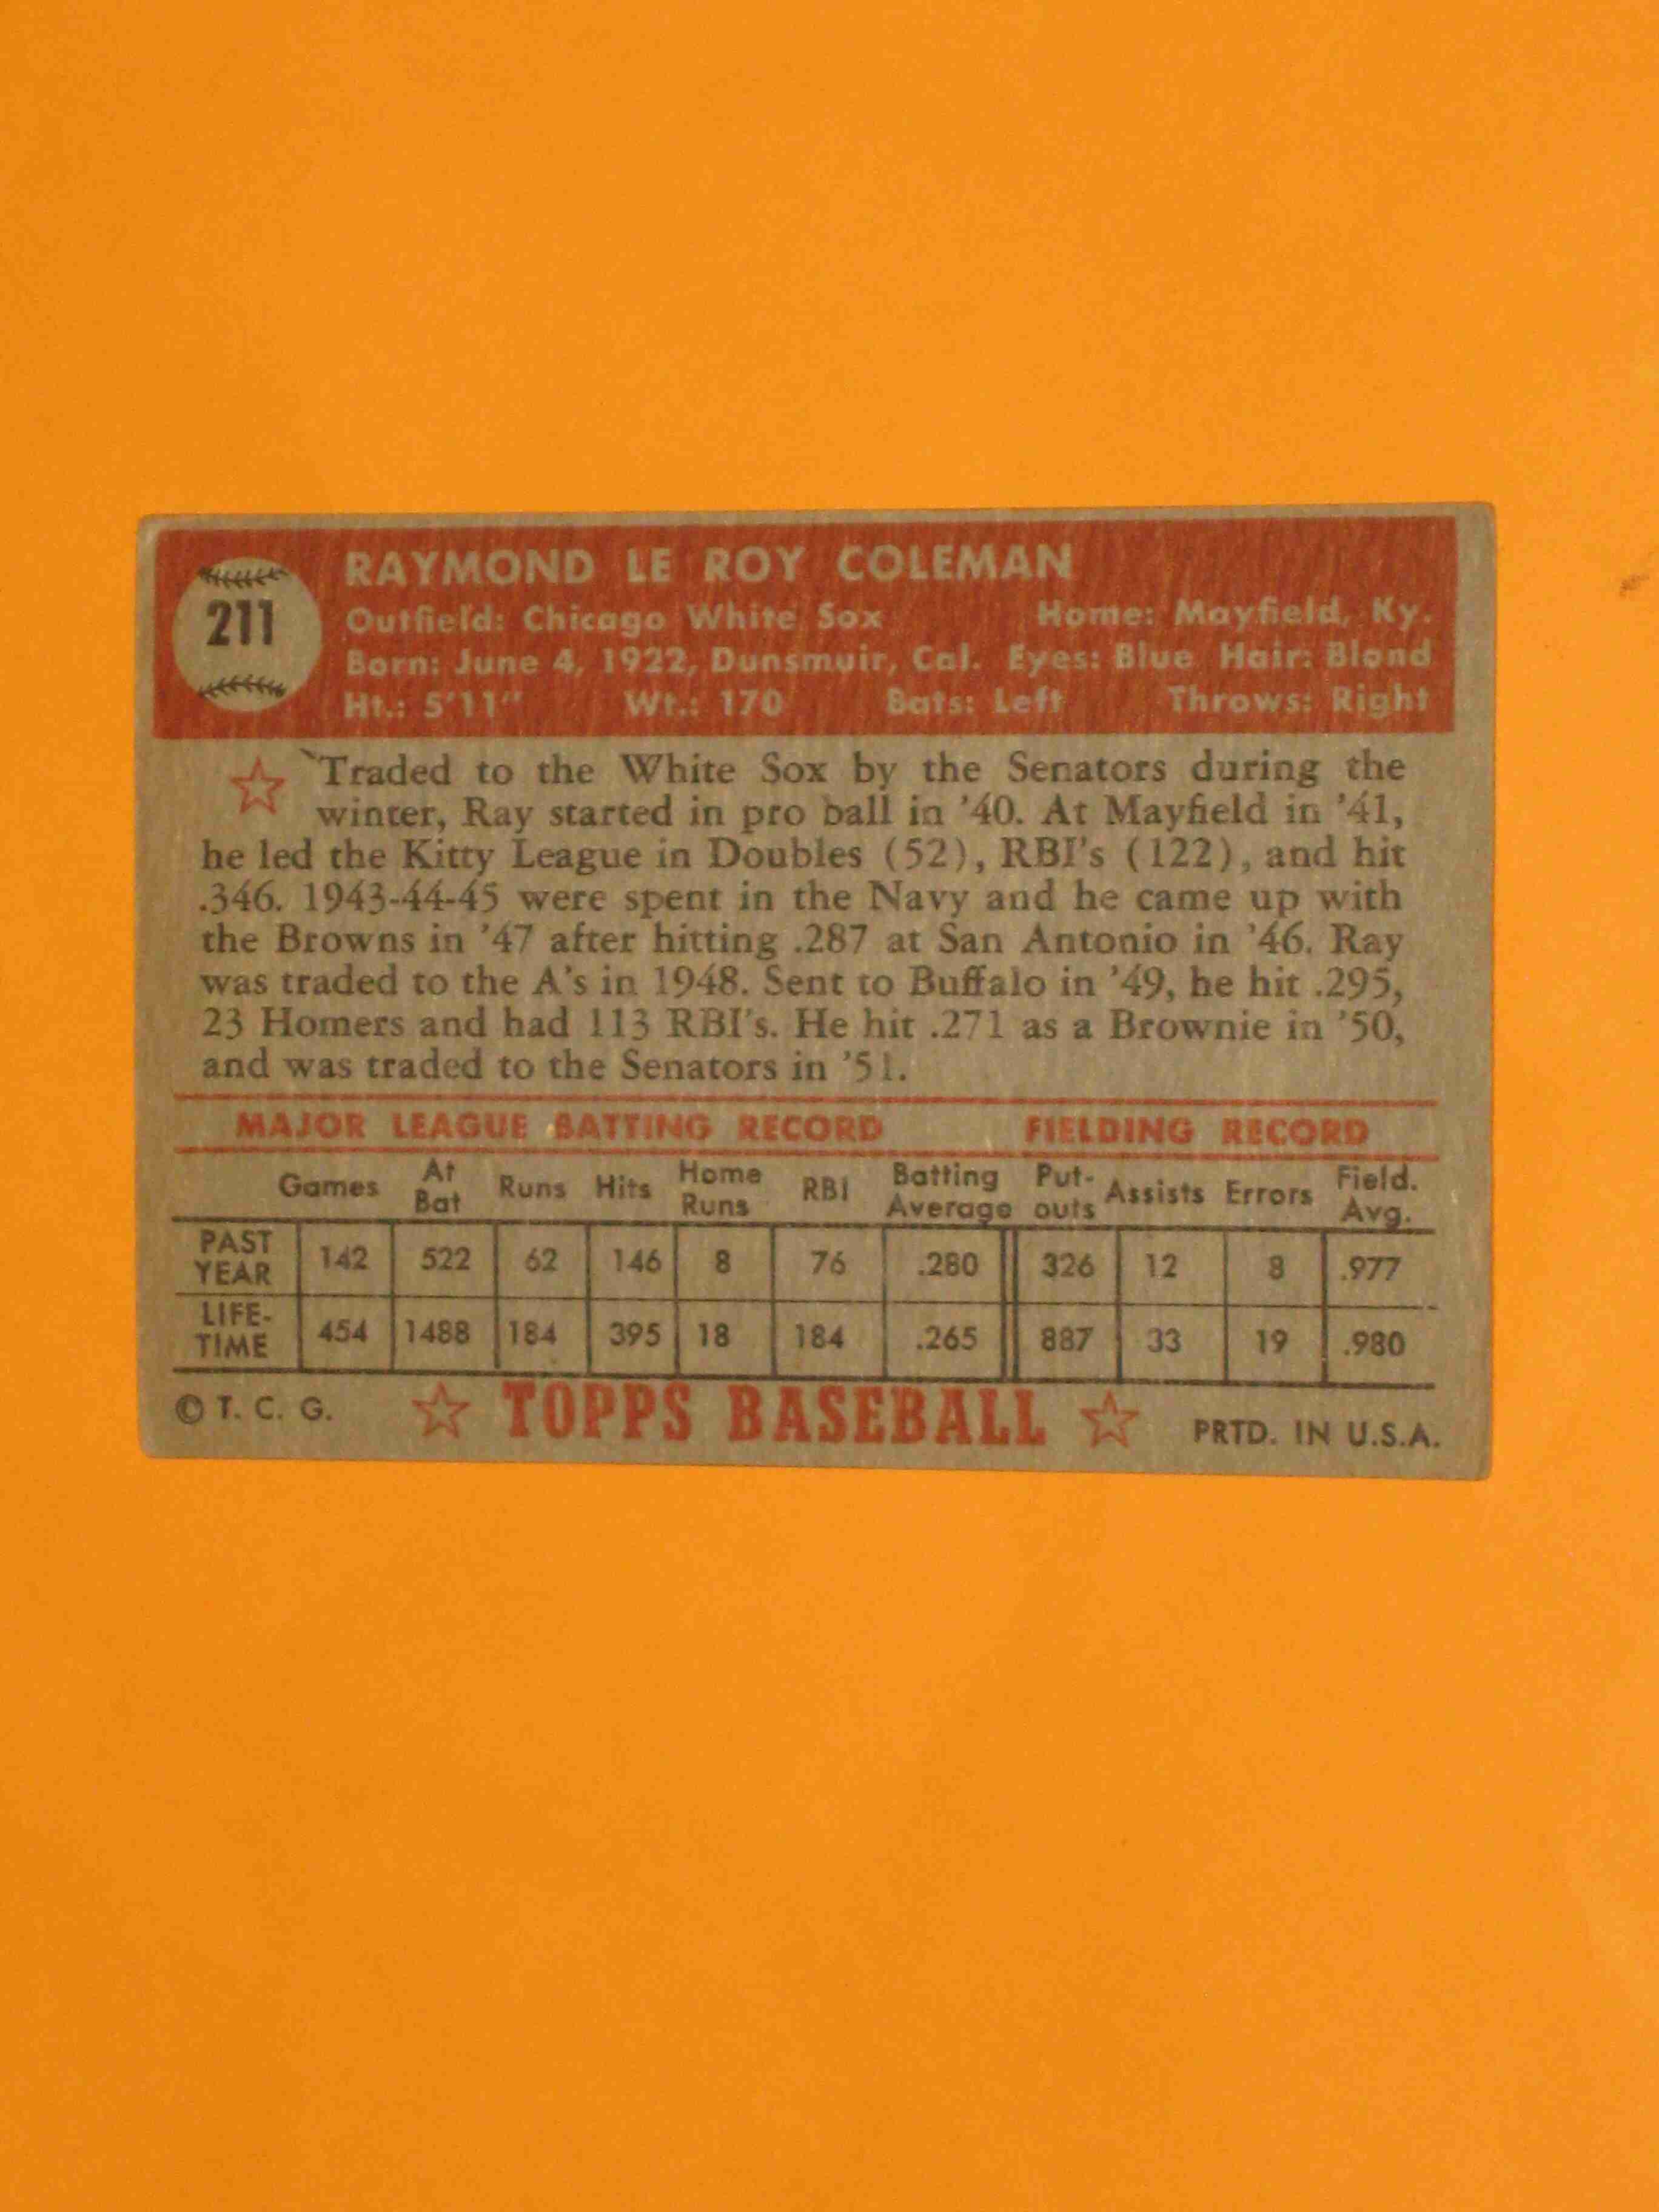 211
RAYMOND LE ROY COLEMAN
Outfield: Chicago White Sox Home: Mayfield, Ky.
Born: June 4, 1922, Dunsmuir, Cal. Eyes: Blue Hair: Blond
Ht.: 5'11" Wt.: 170 Bats: Left Throws: Right
Traded to the White Sox by the Senators during the
winter, Ray started in pro ball in '40. At Mayfield in '41,
he led the Kitty League in Doubles (52), RBI's (122), and hit
.346. 1943-44-45 were spent in the Navy and he came up with
the Browns in '47 after hitting .287 at San Antonio in '46. Ray
was traded to the A's in 1948. Sent to Buffalo in '49, he hit .295,
23 Homers and had 113 RBI's. He hit .271 as a Brownie in '50,
and was traded to the Senators in '51.
MAJOR LEAGUE BATTING RECORD FIELDING RECORD
Games At Bat Runs Hits Home Runs RBI Batting Average Put-outs Assists Errors Field. Avg.
PAST YEAR 142 522 62 146 8 76 .280 326 12 8 .977
LIFE-TIME 454 1488 184 395 18 184 .265 887 33 19 .980
© T. C. G. TOPPS BASEBALL PRTD. IN U.S.A.